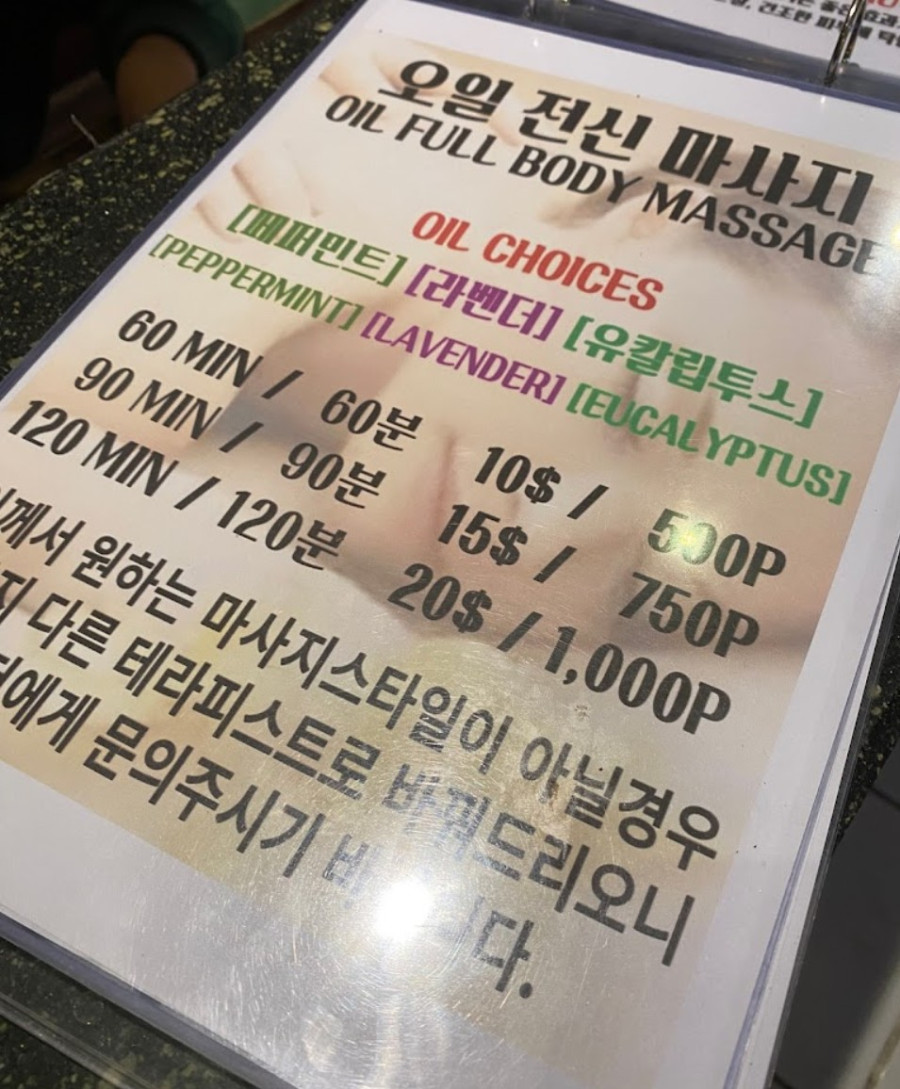 오일 전신 마사지
OIL FULL BODY MASSAGE
OIL CHOICES
[페퍼민트] [라벤더] [유칼립투스]
[PEPPERMINT] [LAVENDER] [EUCALYPTUS]
60 MIN / 60분 10$ / 500P
90 MIN / 90분 15$ / 750P
120 MIN / 120분 20$ / 1,000P
원하는 마사지스타일이 아닐경우
다른 테라피스트로 바꿔드리오니
문의주시기